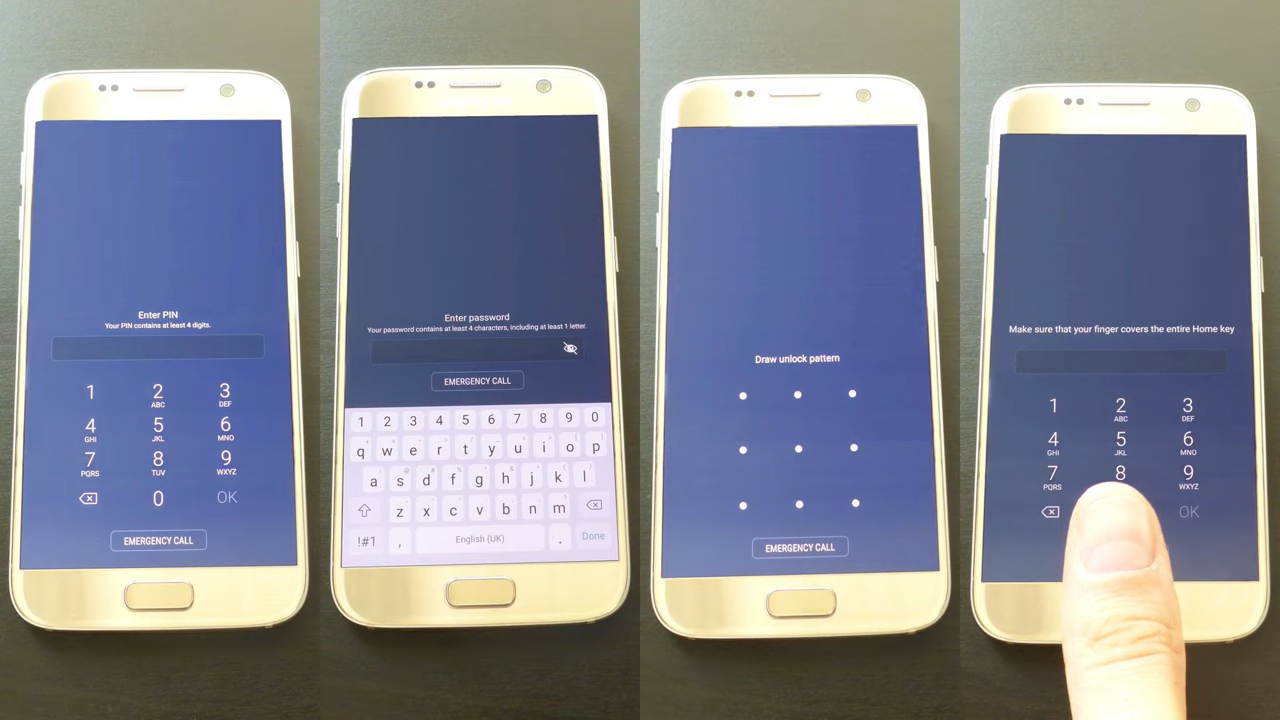 Enter PIN
Your PIN contains at least 4 digits.
1 2 3
ABC DEF
4 5 6
GHI JKL MNO
7 8 9
PQRS TUV WXYZ
0 OK
EMERGENCY CALL
Enter password
Your password contains at least 4 characters, including at least 1 letter.
EMERGENCY CALL
1 2 3 4 5 6 7 8 9 0
q w e r t y u i o p
a s d f g h j k l
z x c v b n m
!#1 , English (UK) . Done
Draw unlock pattern
EMERGENCY CALL
Make sure that your finger covers the entire Home key
1 2 3
ABC DEF
4 5 6
GHI JKL MNO
7 8 9
PQRS WXYZ
OK